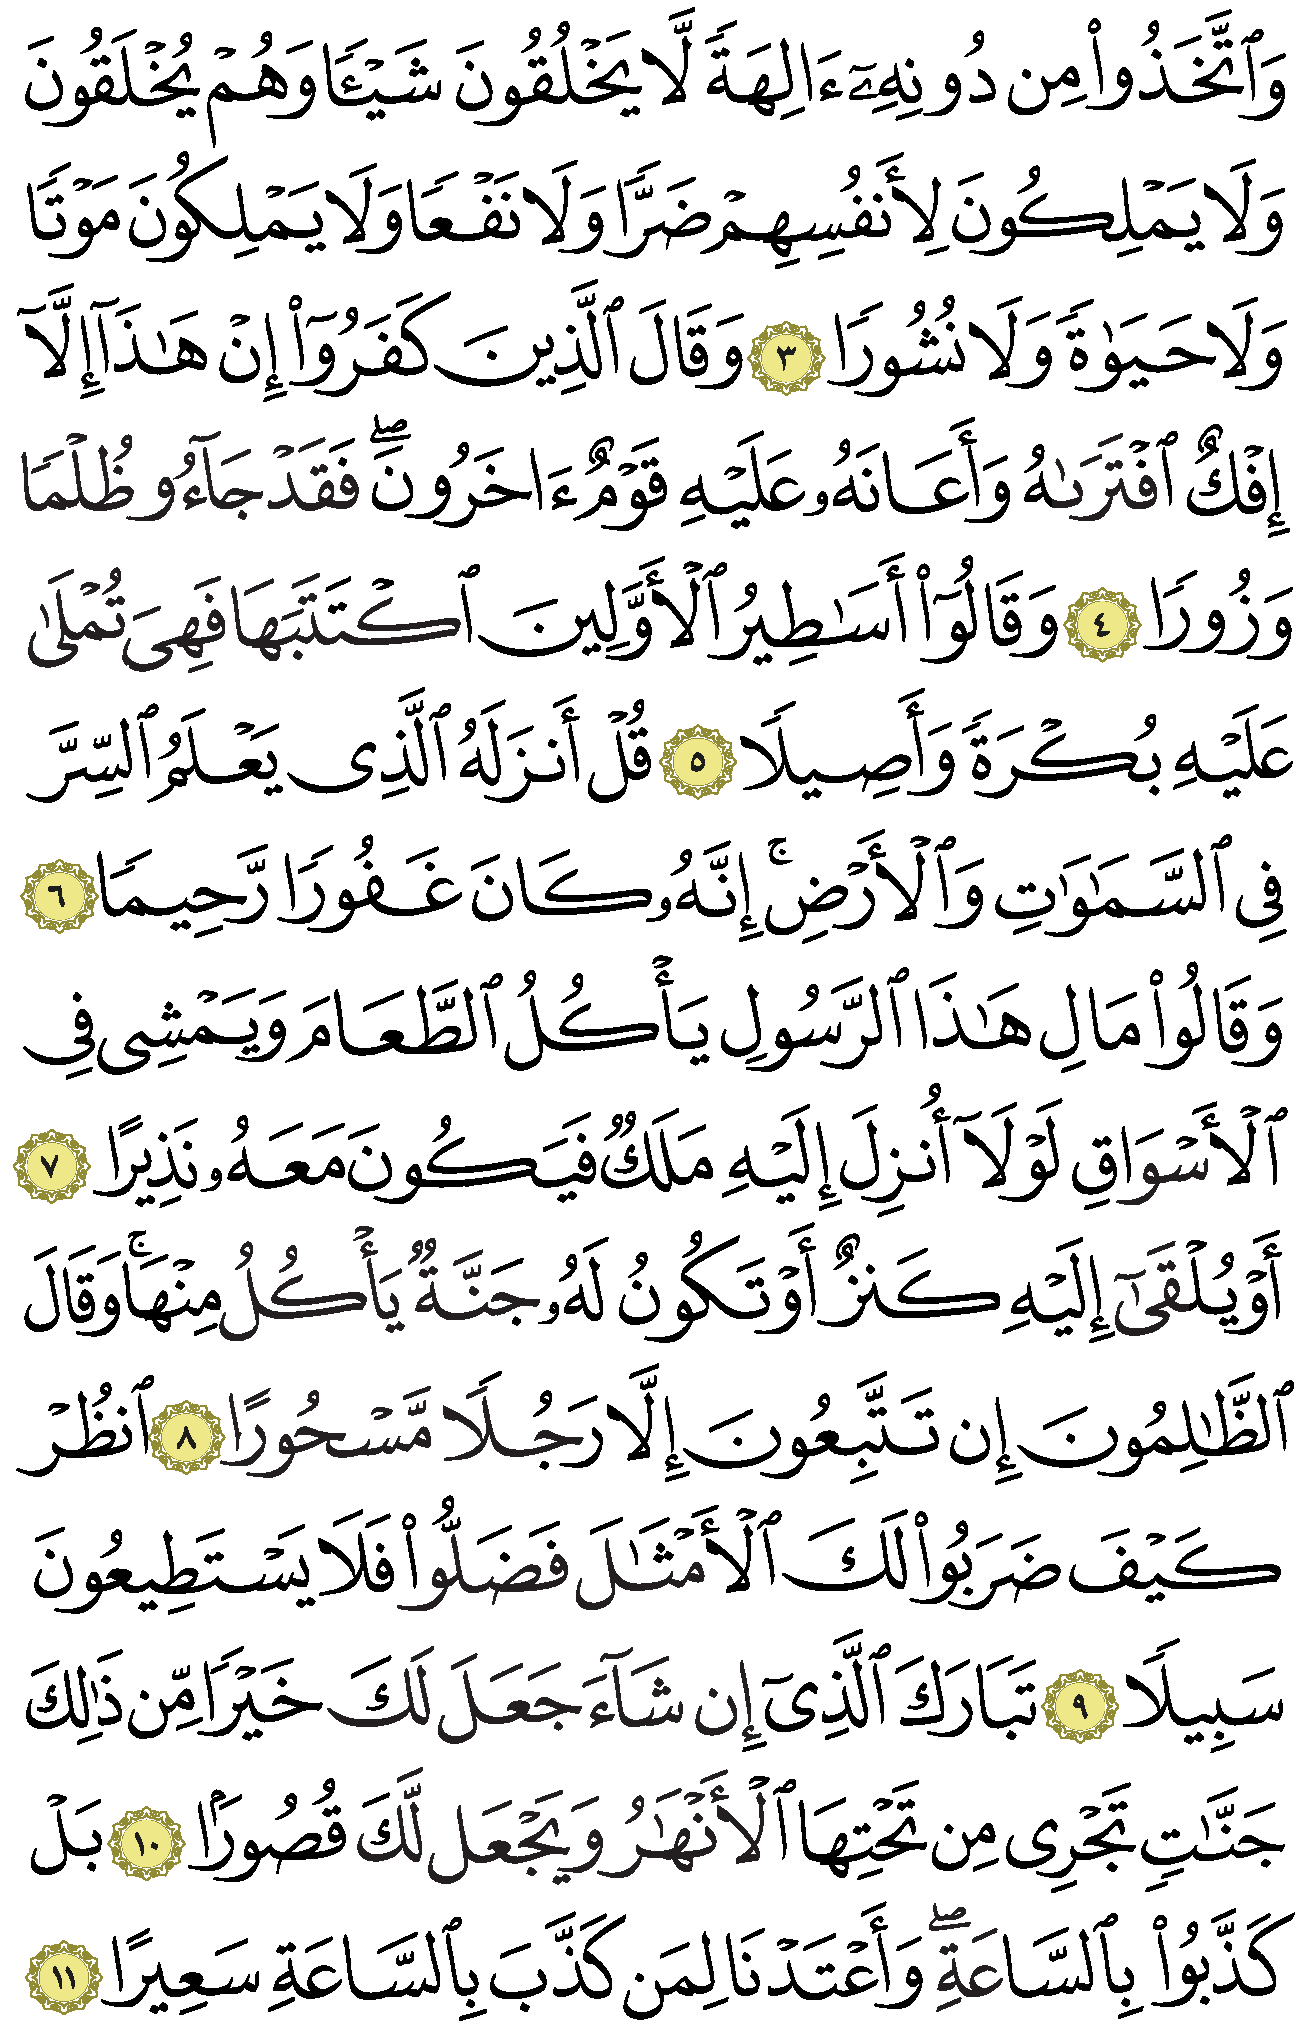 وَٱتَّخَذُوا۟ مِن دُونِهِۦٓ ءَالِهَةً لَّا يَخْلُقُونَ شَيْـًٔا وَهُمْ يُخْلَقُونَ
وَلَا يَمْلِكُونَ لِأَنفُسِهِمْ ضَرًّا وَلَا نَفْعًا وَلَا يَمْلِكُونَ مَوْتًا
وَلَا حَيَوٰةً وَلَا نُشُورًا ٣ وَقَالَ ٱلَّذِينَ كَفَرُوٓا۟ إِنْ هَـٰذَآ إِلَّآ
إِفْكٌ ٱفْتَرَىٰهُ وَأَعَانَهُۥ عَلَيْهِ قَوْمٌ ءَاخَرُونَ ۖ فَقَدْ جَآءُو ظُلْمًا
وَزُورًا ٤ وَقَالُوٓا۟ أَسَـٰطِيرُ ٱلْأَوَّلِينَ ٱكْتَتَبَهَا فَهِىَ تُمْلَىٰ
عَلَيْهِ بُكْرَةً وَأَصِيلًا ٥ قُلْ أَنزَلَهُ ٱلَّذِى يَعْلَمُ ٱلسِّرَّ
فِى ٱلسَّمَـٰوَٰتِ وَٱلْأَرْضِ ۚ إِنَّهُۥ كَانَ غَفُورًا رَّحِيمًا ٦
وَقَالُوا۟ مَالِ هَـٰذَا ٱلرَّسُولِ يَأْكُلُ ٱلطَّعَامَ وَيَمْشِى فِى
ٱلْأَسْوَاقِ لَوْلَآ أُنزِلَ إِلَيْهِ مَلَكٌ فَيَكُونَ مَعَهُۥ نَذِيرًا ٧
أَوْ يُلْقَىٰٓ إِلَيْهِ كَنزٌ أَوْ تَكُونُ لَهُۥ جَنَّةٌ يَأْكُلُ مِنْهَا ۚ وَقَالَ
ٱلظَّـٰلِمُونَ إِن تَتَّبِعُونَ إِلَّا رَجُلًا مَّسْحُورًا ٨ ٱنظُرْ
كَيْفَ ضَرَبُوا۟ لَكَ ٱلْأَمْثَـٰلَ فَضَلُّوا۟ فَلَا يَسْتَطِيعُونَ
سَبِيلًا ٩ تَبَارَكَ ٱلَّذِىٓ إِن شَآءَ جَعَلَ لَكَ خَيْرًا مِّن ذَٰلِكَ
جَنَّـٰتٍ تَجْرِى مِن تَحْتِهَا ٱلْأَنْهَـٰرُ وَيَجْعَل لَّكَ قُصُورًۢا ١٠ بَلْ
كَذَّبُوا۟ بِٱلسَّاعَةِ ۖ وَأَعْتَدْنَا لِمَن كَذَّبَ بِٱلسَّاعَةِ سَعِيرًا ١١